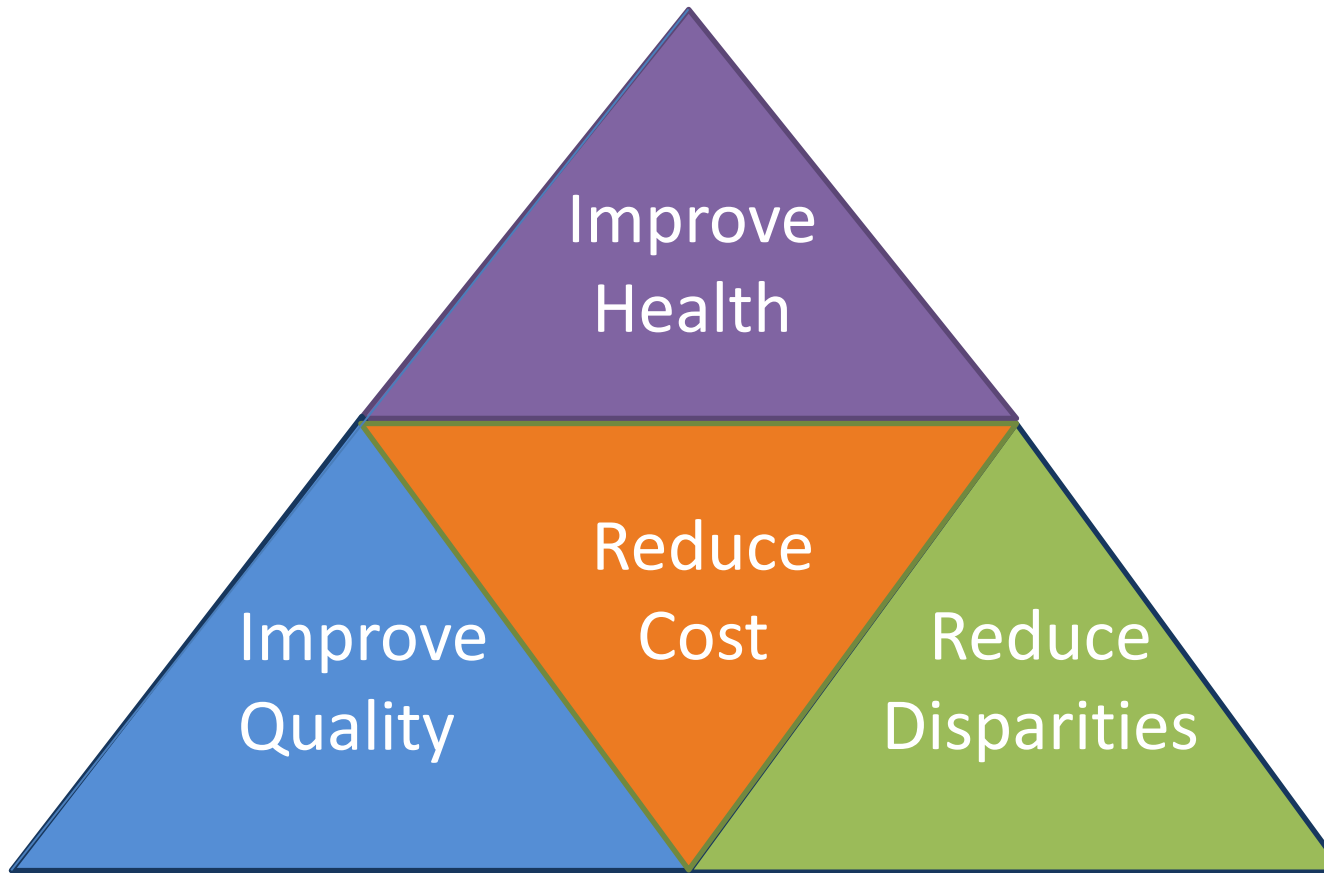 Improve
Health
Reduce
Cost
Improve
Quality
Reduce
Disparities